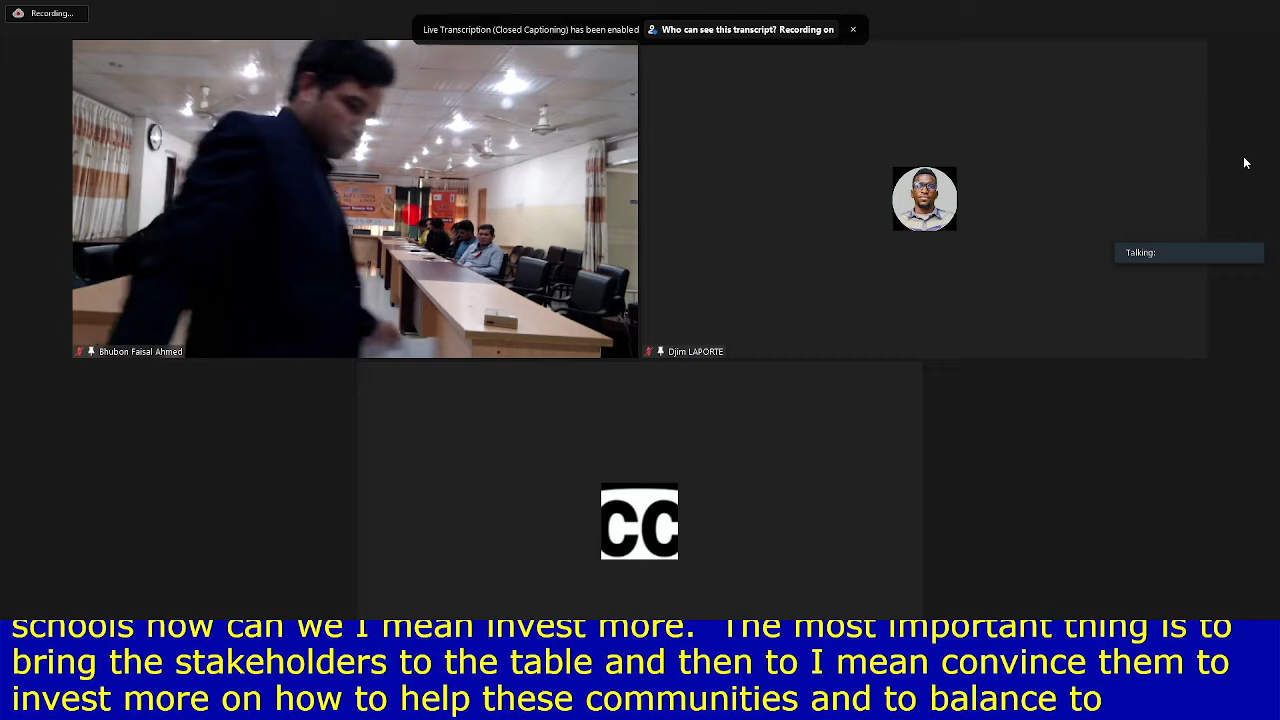 Recording...
Live Transcription (Closed Captioning) has been enabled
Who can see this transcript? Recording on
Talking:
Bhubon Faisal Ahmed
Djim LAPORTE
CC
schools how can we I mean invest more. The most important thing is to
bring the stakeholders to the table and then to I mean convince them to
invest more on how to help these communities and to balance to